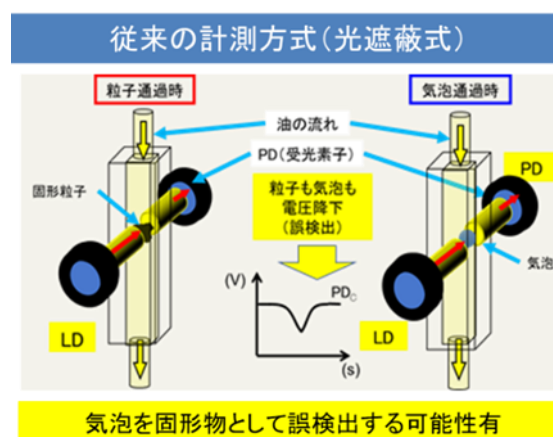 従来の計測方式(光遮蔽式)
粒子通過時
気泡通過時
油の流れ
PD(受光素子)
PD
固形粒子
粒子も気泡も
電圧降下
(誤検出)
気泡
(V)
PDC
LD
LD
(s)
気泡を固形物として誤検出する可能性有